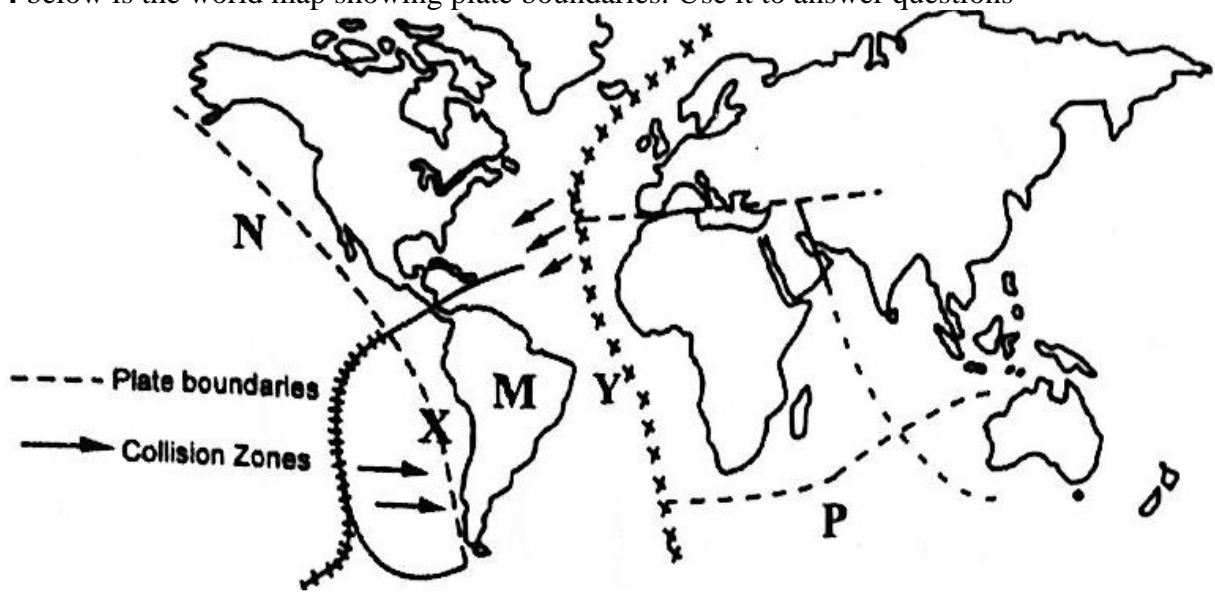 below is the world map showing plate boundaries. Use it to answer questions
N
Plate boundaries
M
Y
X
Collision Zones
P